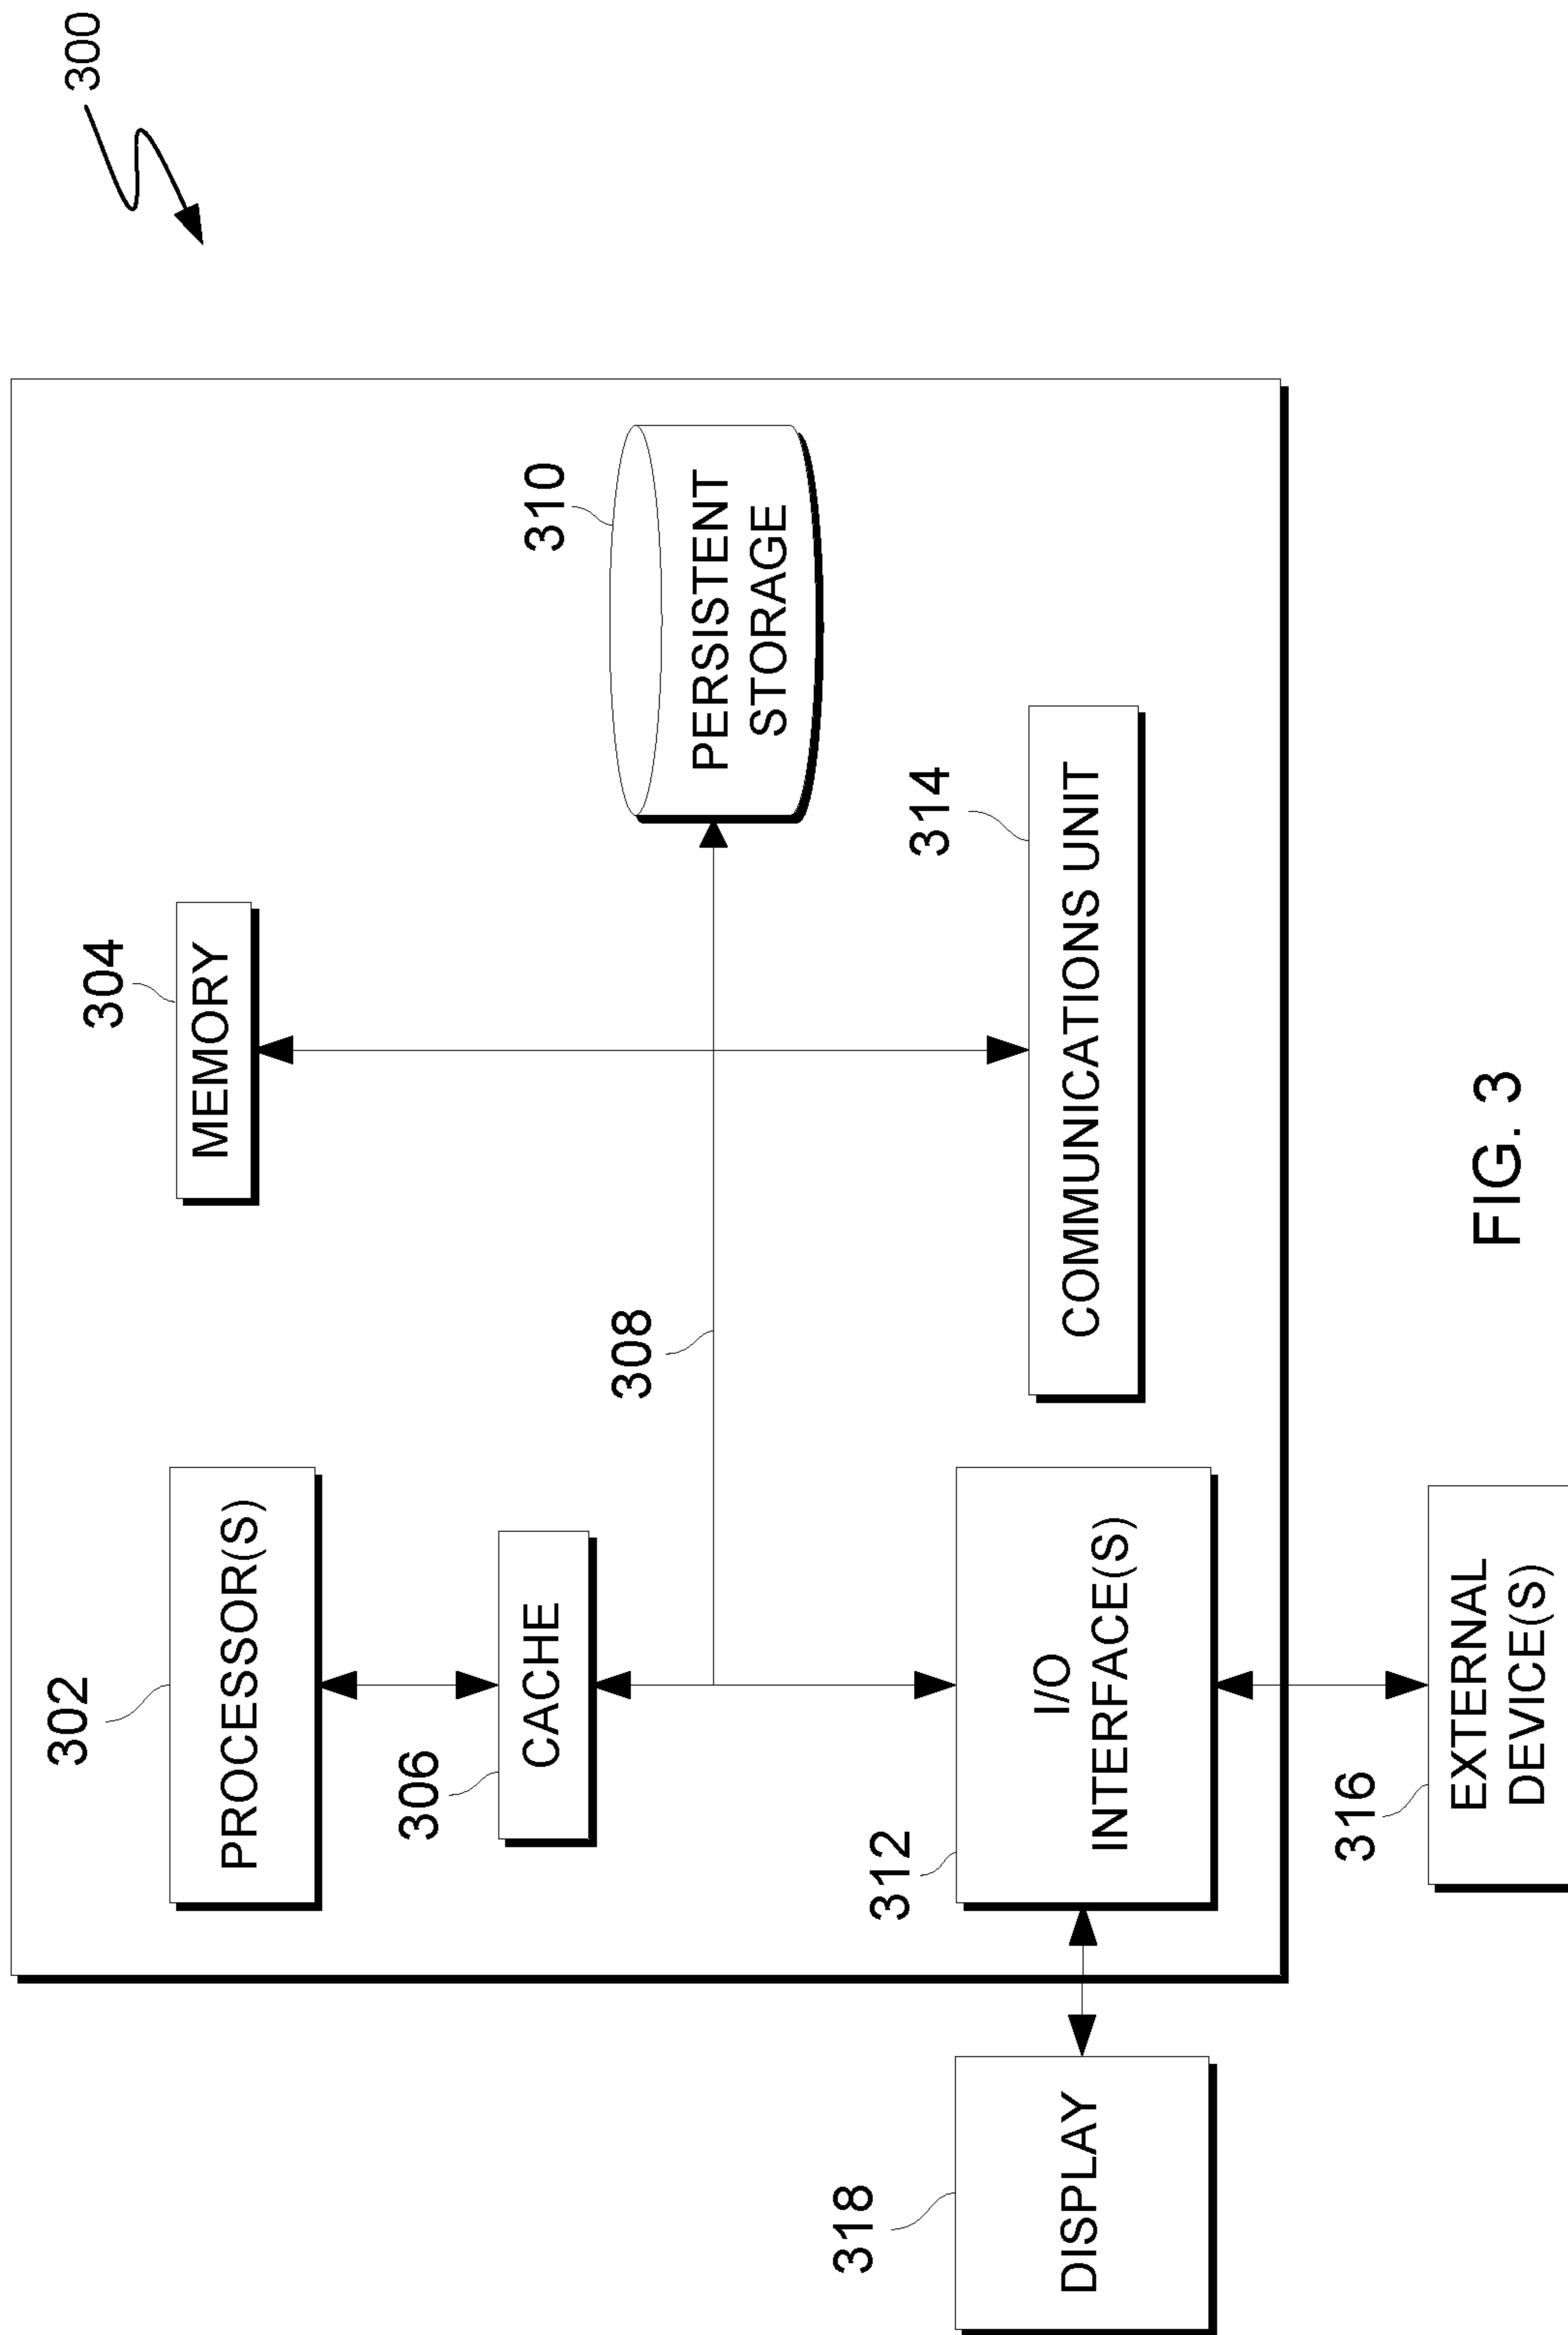 300
302
PROCESSOR(S)
304
MEMORY
306
CACHE
308
310
PERSISTENT
STORAGE
312
I/O
INTERFACE(S)
314
COMMUNICATIONS UNIT
318
DISPLAY
316
EXTERNAL
DEVICE(S)
FIG. 3